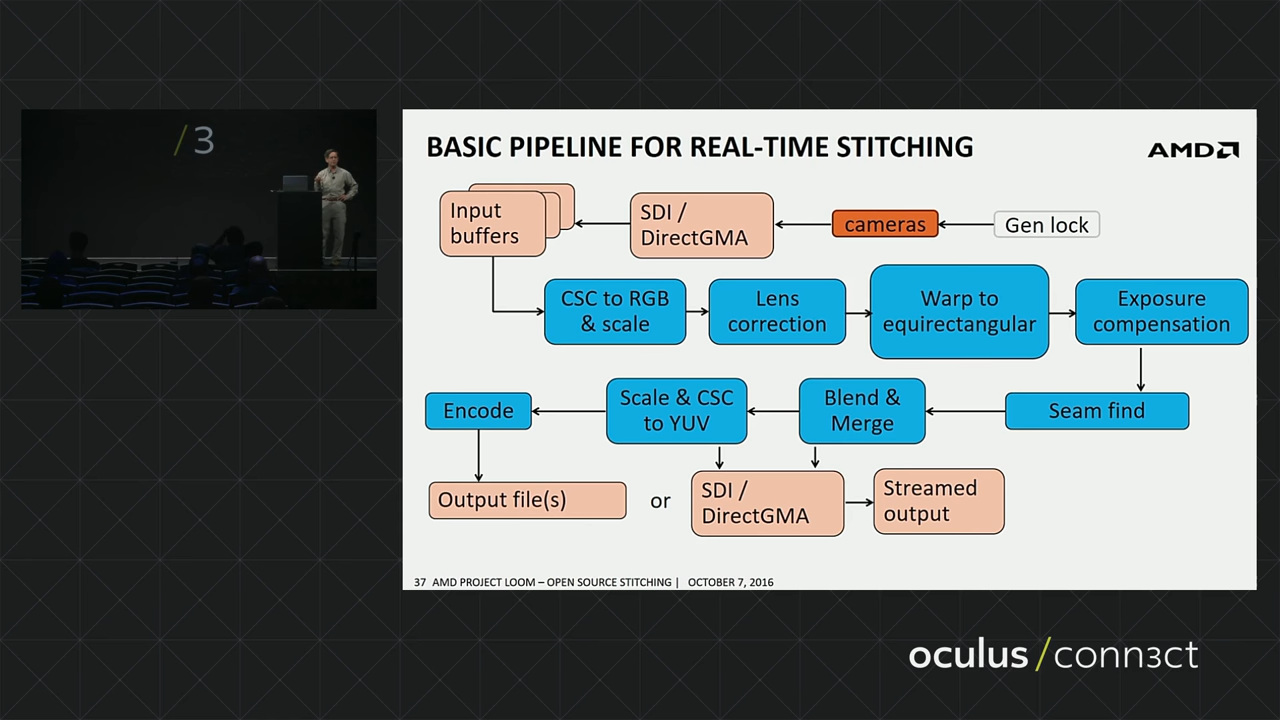 /3
BASIC PIPELINE FOR REAL-TIME STITCHING
AMD
Input
buffers
SDI /
DirectGMA
cameras
Gen lock
CSC to RGB
& scale
Lens
correction
Warp to
equirectangular
Exposure
compensation
Encode
Scale & CSC
to YUV
Blend &
Merge
Seam find
Output file(s)
or
SDI /
DirectGMA
Streamed
output
37 AMD PROJECT LOOM – OPEN SOURCE STITCHING | OCTOBER 7, 2016
oculus /conn3ct